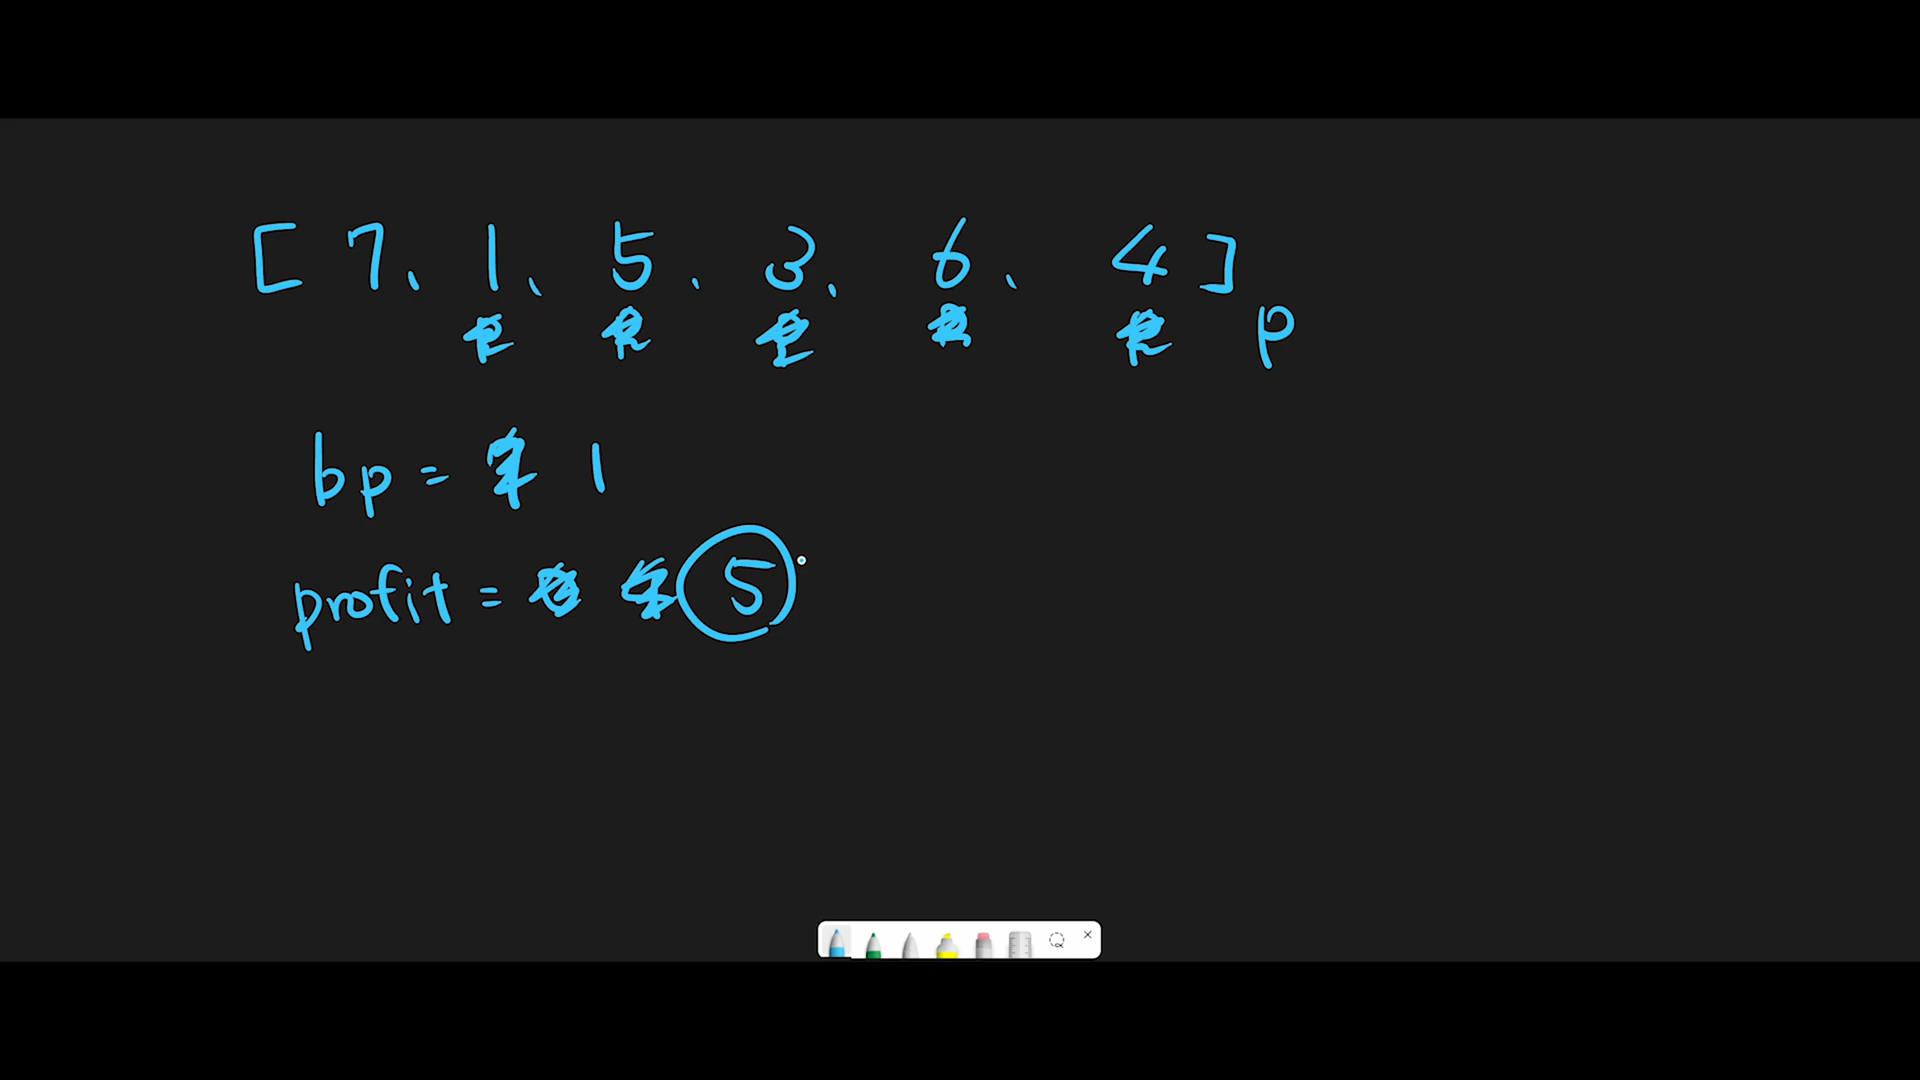 [ 7, 1, 5, 3, 6, 4 ]
p
bp = 1
profit = 5